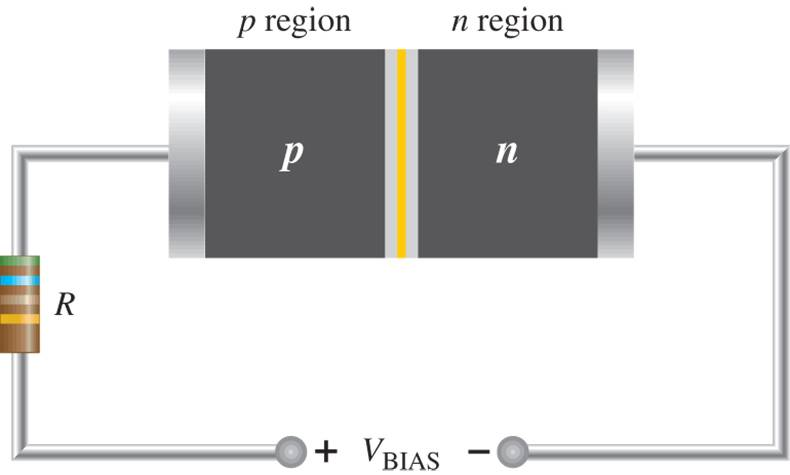 p region n region
p n
R
+ VBIAS −